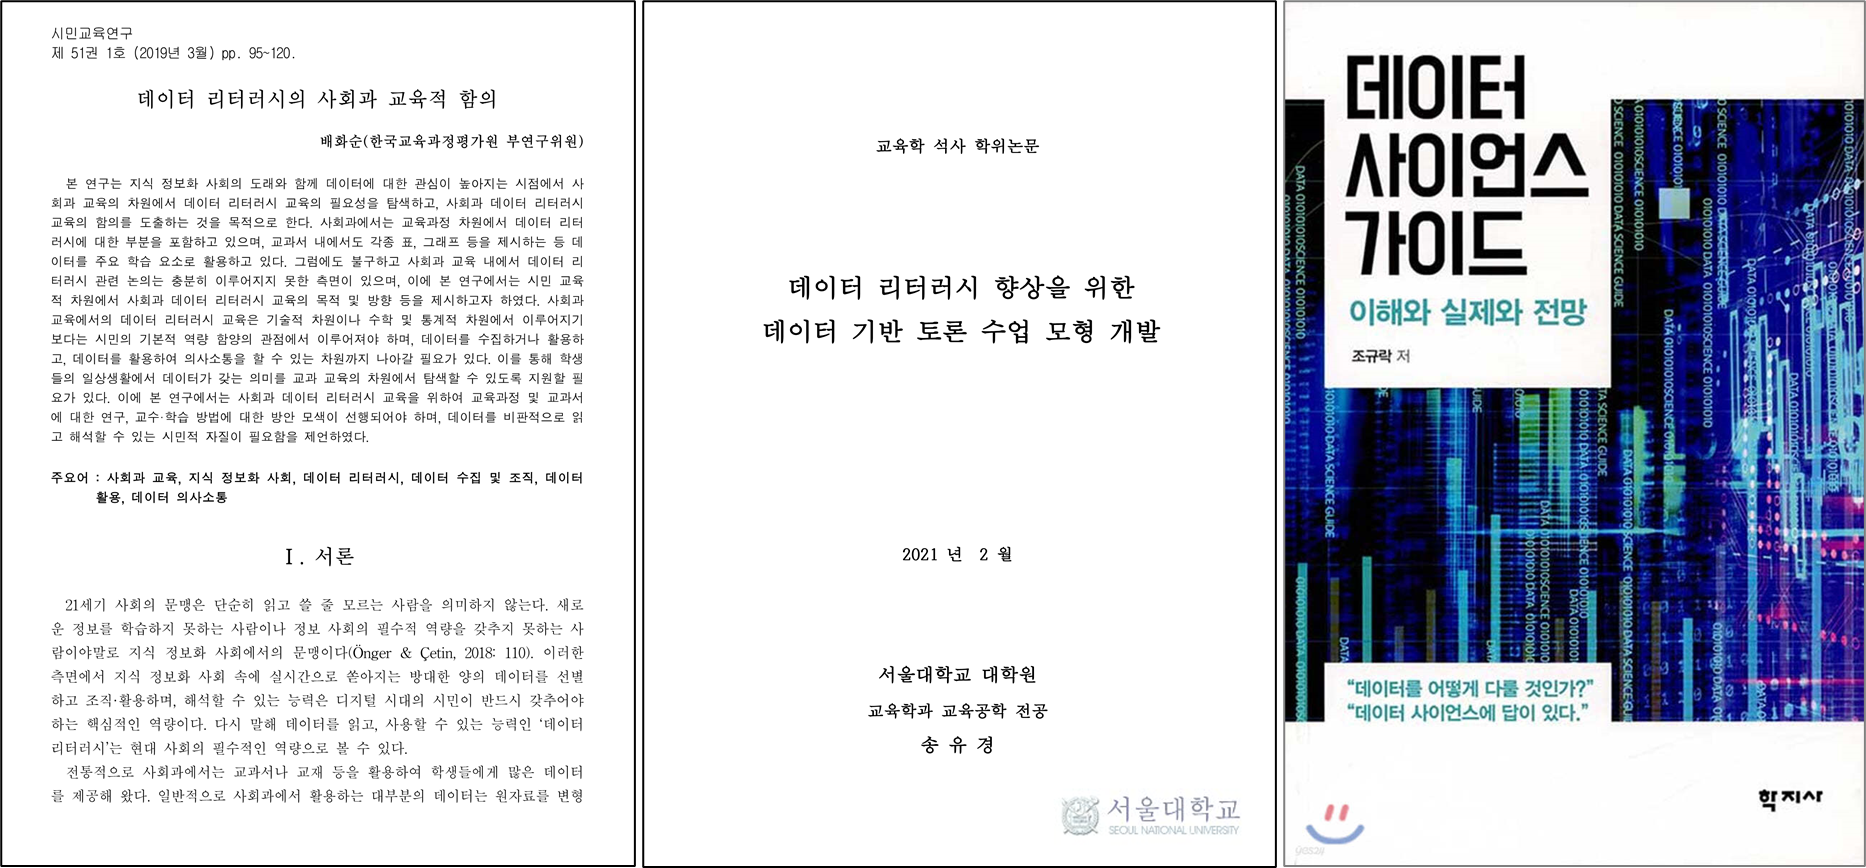 시민교육연구
제 51권 1호 (2019년 3월) pp. 95~120.
데이터 리터러시의 사회과 교육적 함의
배화순(한국교육과정평가원 부연구위원)
본 연구는 지식 정보화 사회의 도래와 함께 데이터에 대한 관심이 높아지는 시점에서 사
회과 교육의 차원에서 데이터 리터러시 교육의 필요성을 탐색하고, 사회과 데이터 리터러시
교육의 함의를 도출하는 것을 목적으로 한다. 사회과에서는 교육과정 차원에서 데이터 리터
러시에 대한 부분을 포함하고 있으며, 교과서 내에서도 각종 표, 그래프 등을 제시하는 등 데
이터를 주요 학습 요소로 활용하고 있다. 그럼에도 불구하고 사회과 교육 내에서 데이터 리
터러시 관련 논의는 충분히 이루어지지 못한 측면이 있으며, 이에 본 연구에서는 시민 교육
적 차원에서 사회과 데이터 리터러시 교육의 목적 및 방향 등을 제시하고자 하였다. 사회과
교육에서의 데이터 리터러시 교육은 기술적 차원이나 수학 및 통계적 차원에서 이루어지기
보다는 시민의 기본적 역량 함양의 관점에서 이루어져야 하며, 데이터를 수집하거나 활용하
고, 데이터를 활용하여 의사소통을 할 수 있는 차원까지 나아갈 필요가 있다. 이를 통해 학생
들의 일상생활에서 데이터가 갖는 의미를 교과 교육의 차원에서 탐색할 수 있도록 지원할 필
요가 있다. 이에 본 연구에서는 사회과 데이터 리터러시 교육을 위하여 교육과정 및 교과서
에 대한 연구, 교수·학습 방법에 대한 방안 모색이 선행되어야 하며, 데이터를 비판적으로 읽
고 해석할 수 있는 시민적 자질이 필요함을 제언하였다.
주요어 : 사회과 교육, 지식 정보화 사회, 데이터 리터러시, 데이터 수집 및 조직, 데이터
활용, 데이터 의사소통
I. 서론
21세기 사회의 문맹은 단순히 읽고 쓸 줄 모르는 사람을 의미하지 않는다. 새로
운 정보를 학습하지 못하는 사람이나 정보 사회의 필수적 역량을 갖추지 못하는 사
람이야말로 지식 정보화 사회에서의 문맹이다(Önger & Çetin, 2018: 110). 이러한
측면에서 지식 정보화 사회 속에 실시간으로 쏟아지는 방대한 양의 데이터를 선별
하고 조직·활용하며, 해석할 수 있는 능력은 디지털 시대의 시민이 반드시 갖추어야
하는 핵심적인 역량이다. 다시 말해 데이터를 읽고, 사용할 수 있는 능력인 ‘데이터
리터러시’는 현대 사회의 필수적인 역량으로 볼 수 있다.
전통적으로 사회과에서는 교과서나 교재 등을 활용하여 학생들에게 많은 데이터
를 제공해 왔다. 일반적으로 사회과에서 활용하는 대부분의 데이터는 원자료를 변형
교육학 석사 학위논문
데이터 리터러시 향상을 위한
데이터 기반 토론 수업 모형 개발
2021 년 2 월
서울대학교 대학원
교육학과 교육공학 전공
송 유 경
서울대학교
SEOUL NATIONAL UNIVERSITY
데이터
사이언스
가이드
이해와 실제와 전망
조규락 저
“데이터를 어떻게 다룰 것인가?”
“데이터 사이언스에 답이 있다.”
학지사
yes24